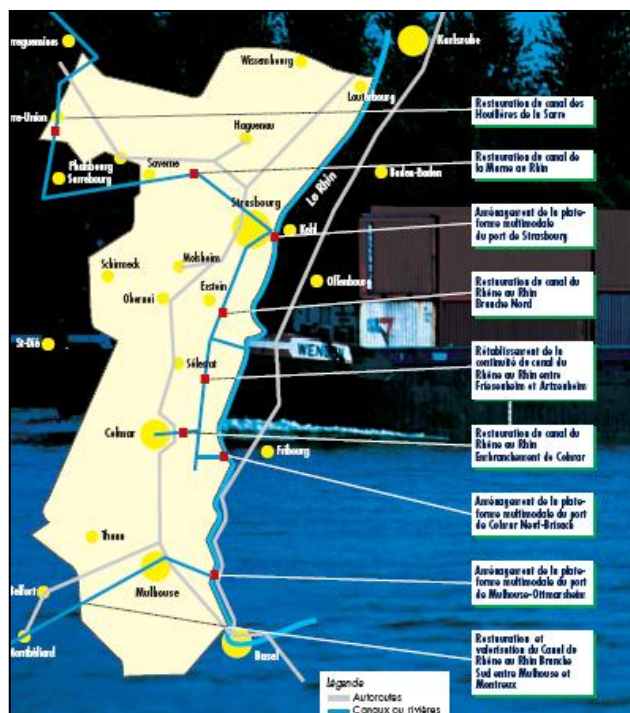 rreguemines
Karlsruhe
Wissembourg
Lauterbourg
rre-Union
Haguenau
Phalsbourg
Saverne
Sarrebourg
Baden-Baden
Strasbourg
Le Rhin
Kehl
Molsheim
Schirmeck
Erstein
Offenbourg
Obernai
St-Dié
WENDY
Sélestat
Colmar
Fribourg
Thann
Mulhouse
Belfort
Montbéliard
Basel
Restauration du canal des
Houillères de la Sarre
Restauration du canal de
la Marne au Rhin
Aménagement de la plate-
forme multimodale
du port de Strasbourg
Restauration du canal du
Rhône au Rhin
Branche Nord
Rétablissement de la
continuité du canal du
Rhône au Rhin entre
Friesenheim et Artzenheim
Restauration du canal du
Rhône au Rhin
Embranchement de Colmar
Aménagement de la plate-
forme multimodale du port
de Colmar Neuf-Brisach
Aménagement de la plate-
forme multimodale du port
de Mulhouse-Ottmarsheim
Restauration et
valorisation du Canal du
Rhône au Rhin Branche
Sud entre Mulhouse et
Montreux
Légende
Autoroutes
Canaux ou rivières